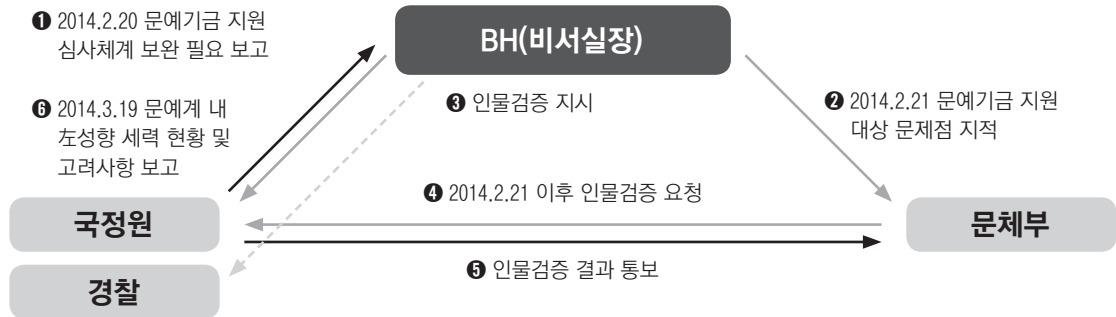 ❶ 2014.2.20 문예기금 지원
심사체계 보완 필요 보고
BH(비서실장)
❻ 2014.3.19 문예계 내
左성향 세력 현황 및
고려사항 보고
❸ 인물검증 지시
❷ 2014.2.21 문예기금 지원
대상 문제점 지적
국정원
❹ 2014.2.21 이후 인물검증 요청
문체부
❺ 인물검증 결과 통보
경찰